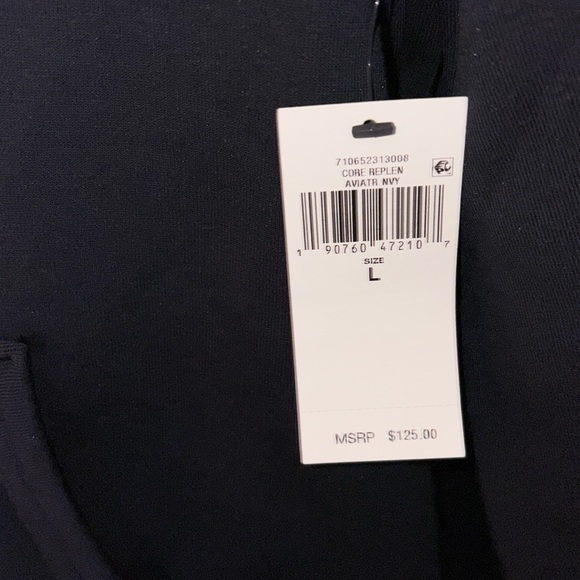 710652313008
CORE REPLEN
AVIATR NVY
1 90760 47210 7
SIZE
L
MSRP $125.00